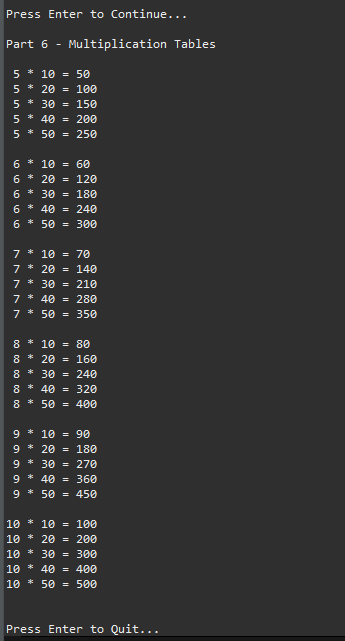 Press Enter to Continue...
Part 6 - Multiplication Tables
5 * 10 = 50
5 * 20 = 100
5 * 30 = 150
5 * 40 = 200
5 * 50 = 250
6 * 10 = 60
6 * 20 = 120
6 * 30 = 180
6 * 40 = 240
6 * 50 = 300
7 * 10 = 70
7 * 20 = 140
7 * 30 = 210
7 * 40 = 280
7 * 50 = 350
8 * 10 = 80
8 * 20 = 160
8 * 30 = 240
8 * 40 = 320
8 * 50 = 400
9 * 10 = 90
9 * 20 = 180
9 * 30 = 270
9 * 40 = 360
9 * 50 = 450
10 * 10 = 100
10 * 20 = 200
10 * 30 = 300
10 * 40 = 400
10 * 50 = 500
Press Enter to Quit...